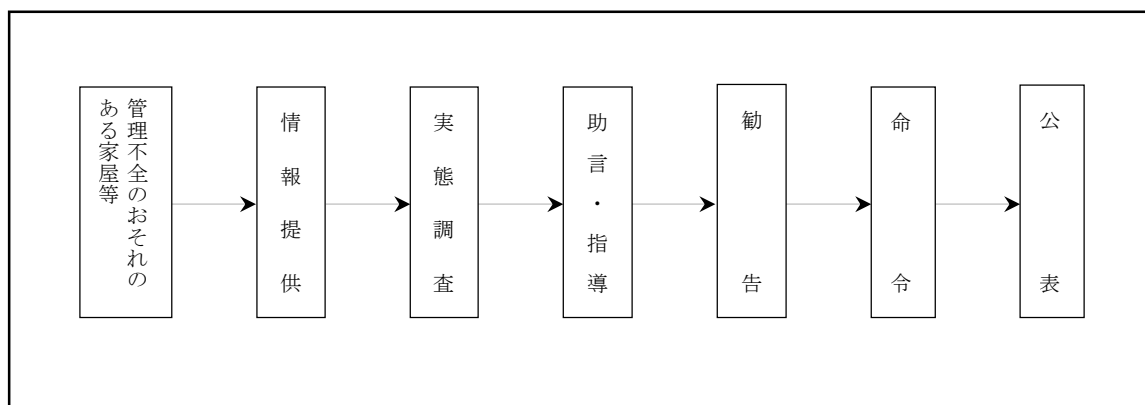 管理不全のおそれの
ある家屋等
情報提供
実態調査
助言・指導
勧告
命令
公表